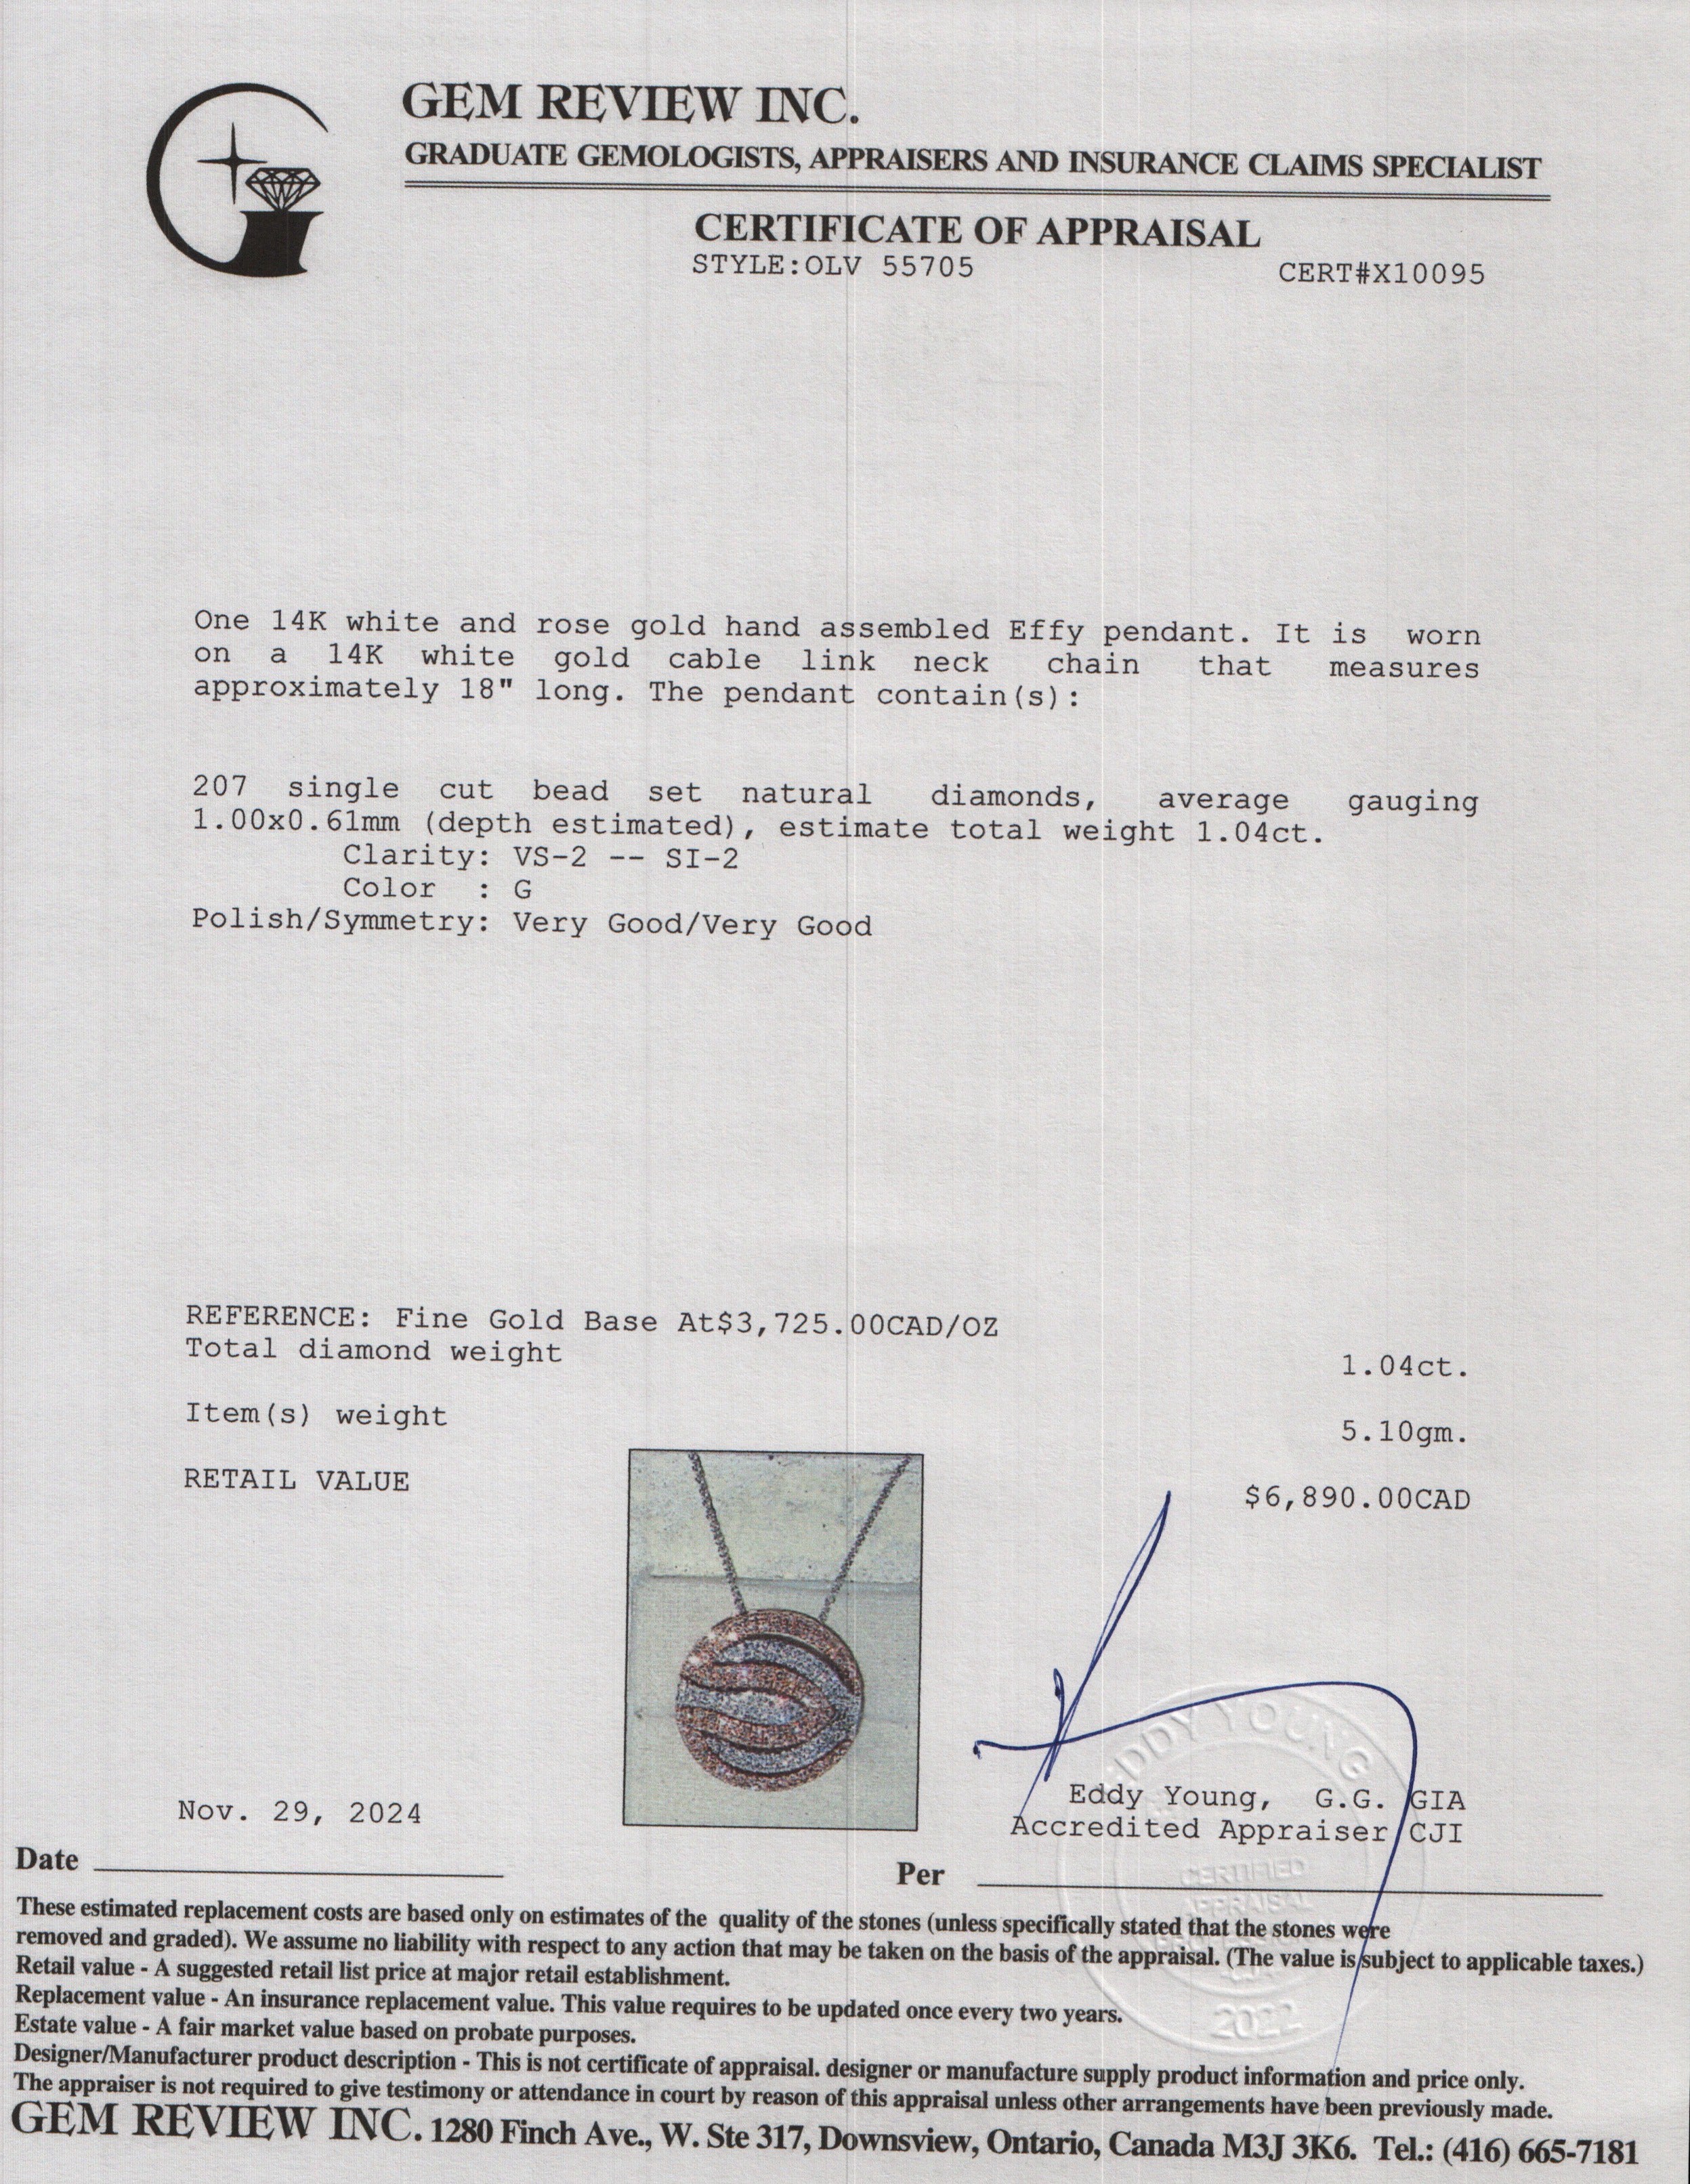 GEM REVIEW INC.
GRADUATE GEMOLOGISTS, APPRAISERS AND INSURANCE CLAIMS SPECIALIST
CERTIFICATE OF APPRAISAL
STYLE:OLV 55705
CERT#X10095
One 14K white and rose gold hand assembled Effy pendant. It is worn
on a 14K white gold cable link neck chain that measures
approximately 18" long. The pendant contain(s):
207 single cut bead set natural diamonds, average gauging
1.00x0.61mm (depth estimated), estimate total weight 1.04ct.
Clarity: VS-2 -- SI-2
Color : G
Polish/Symmetry: Very Good/Very Good
REFERENCE: Fine Gold Base At$3,725.00CAD/OZ
Total diamond weight 1.04ct.
Item(s) weight 5.10gm.
RETAIL VALUE $6,890.00CAD
EDDY YOUNG
Eddy Young, G.G. GIA
Accredited Appraiser CJI
Nov. 29, 2024
Date
Per
CERTIFIED
APPRAISAL
2022
These estimated replacement costs are based only on estimates of the quality of the stones (unless specifically stated that the stones were
removed and graded). We assume no liability with respect to any action that may be taken on the basis of the appraisal. (The value is subject to applicable taxes.)
Retail value - A suggested retail list price at major retail establishment.
Replacement value - An insurance replacement value. This value requires to be updated once every two years.
Estate value - A fair market value based on probate purposes.
Designer/Manufacturer product description - This is not certificate of appraisal. designer or manufacture supply product information and price only.
The appraiser is not required to give testimony or attendance in court by reason of this appraisal unless other arrangements have been previously made.
GEM REVIEW INC. 1280 Finch Ave., W. Ste 317, Downsview, Ontario, Canada M3J 3K6. Tel.: (416) 665-7181